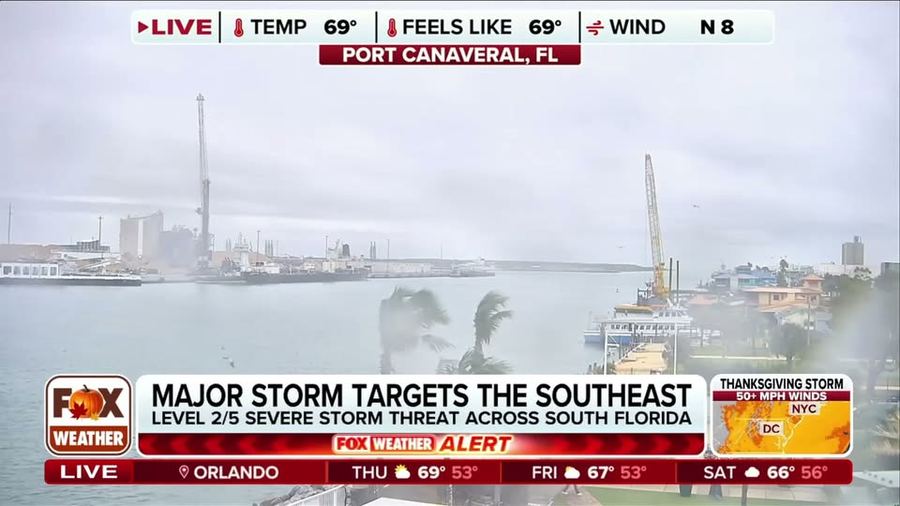 LIVE TEMP 69° FEELS LIKE 69° WIND N 8
PORT CANAVERAL, FL
MAJOR STORM TARGETS THE SOUTHEAST
LEVEL 2/5 SEVERE STORM THREAT ACROSS SOUTH FLORIDA
FOX WEATHER ALERT
FOX
WEATHER
THANKSGIVING STORM
50+ MPH WINDS
NYC
DC
LIVE ORLANDO THU 69° 53° FRI 67° 53° SAT 66° 56°